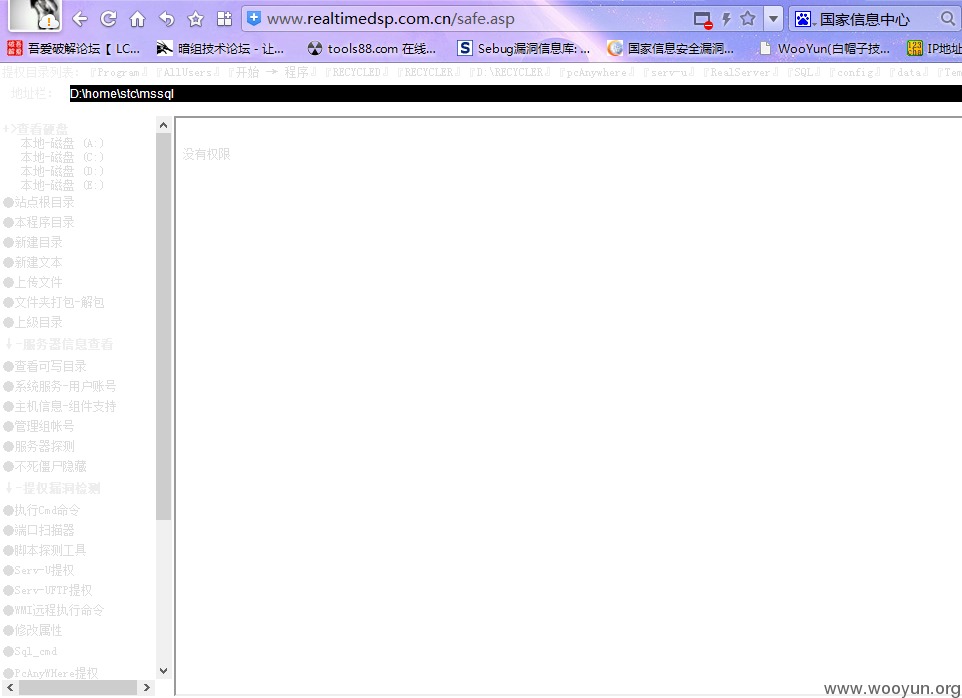 www.realtimedsp.com.cn/safe.asp
国家信息中心
吾爱破解论坛【 LC...
暗组技术论坛 - 让...
tools88.com 在线...
Sebug漏洞信息库: ...
国家信息安全漏洞...
WooYun(白帽子技...
IP地址
提权目录列表: 『Program』 『AllUsers』 『开始 → 程序』 『RECYCLED』 『RECYCLER』 『D:\RECYCLER』 『pcAnywhere』 『serv-u』 『RealServer』 『SQL』 『config』 『data』 『Tem
地址栏: D:\home\stc\mssql
+>查看硬盘
本地-磁盘 (A:)
本地-磁盘 (C:)
本地-磁盘 (D:)
本地-磁盘 (E:)
没有权限
●站点根目录
●本程序目录
●新建目录
●新建文本
●上传文件
●文件夹打包-解包
●上级目录
↓-服务器信息查看
●查看可写目录
●系统服务-用户账号
●主机信息-组件支持
●管理组帐号
●服务器探测
●不死僵尸隐藏
↓-提权漏洞检测
●执行Cmd命令
●端口扫描器
●脚本探测工具
●Serv-U提权
●Serv-UFTP提权
●WMI远程执行命令
●修改属性
●Sql_cmd
●PcAnyWHere提权
www.wooyun.org